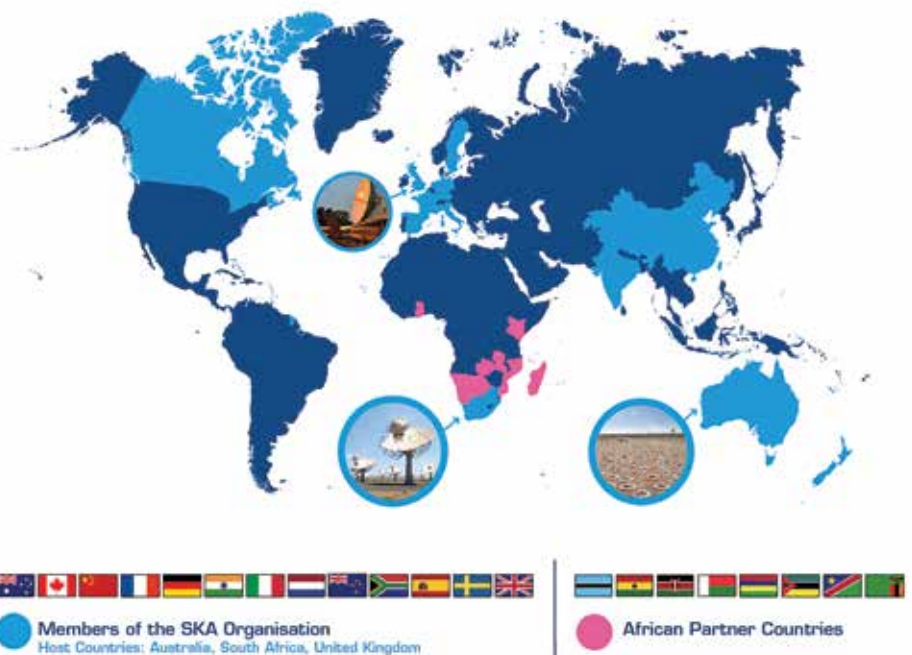 Members of the SKA Organisation
Host Countries: Australia, South Africa, United Kingdom
African Partner Countries